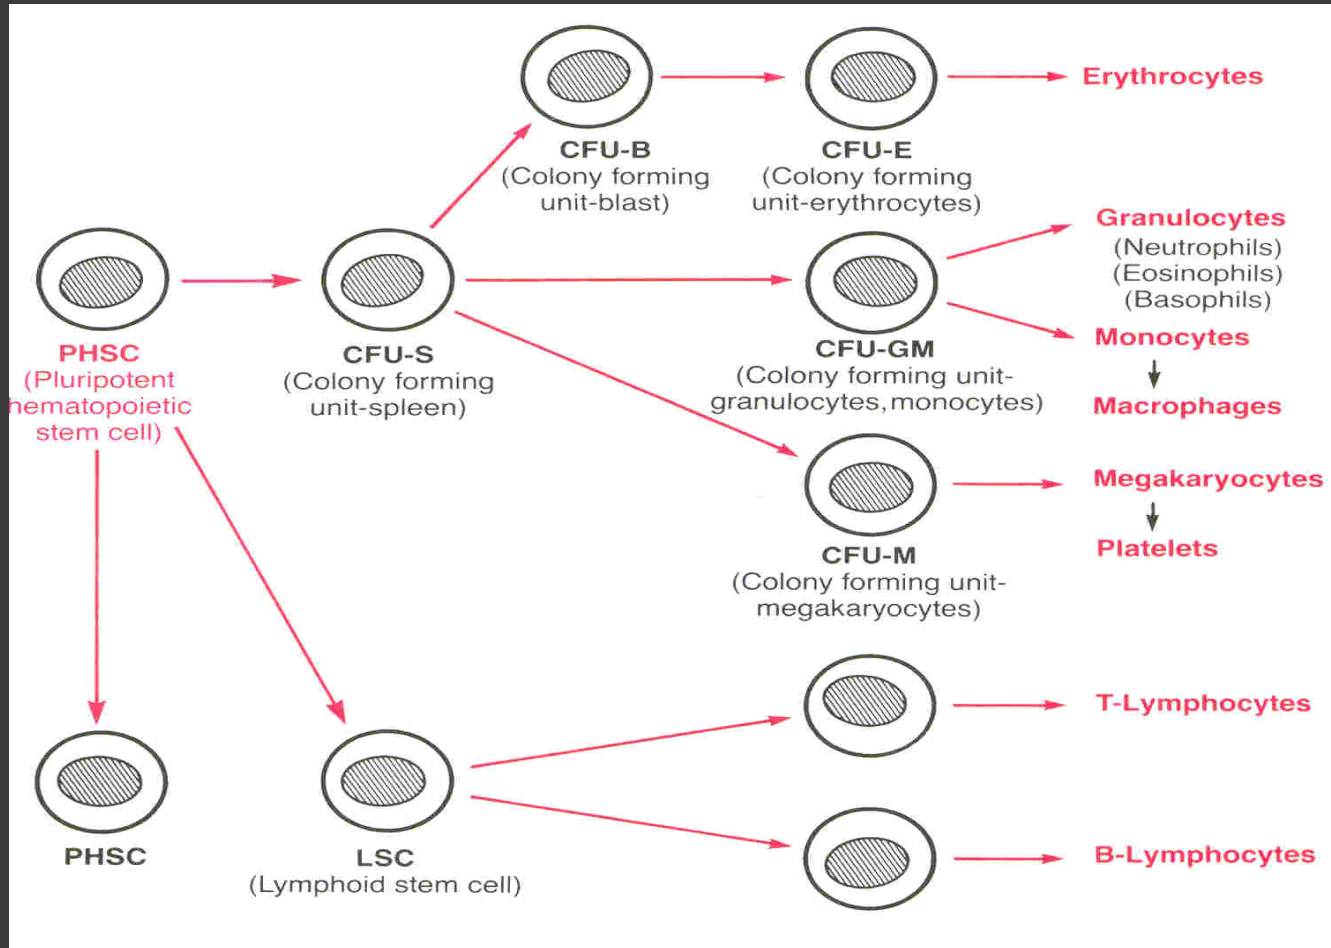 Erythrocytes
CFU-B
(Colony forming
unit-blast)
CFU-E
(Colony forming
unit-erythrocytes)
Granulocytes
(Neutrophils)
(Eosinophils)
(Basophils)
PHSC
(Pluripotent
hematopoietic
stem cell)
CFU-S
(Colony forming
unit-spleen)
CFU-GM
(Colony forming unit-
granulocytes, monocytes)
Monocytes
Macrophages
CFU-M
(Colony forming unit-
megakaryocytes)
Megakaryocytes
Platelets
T-Lymphocytes
PHSC
LSC
(Lymphoid stem cell)
B-Lymphocytes